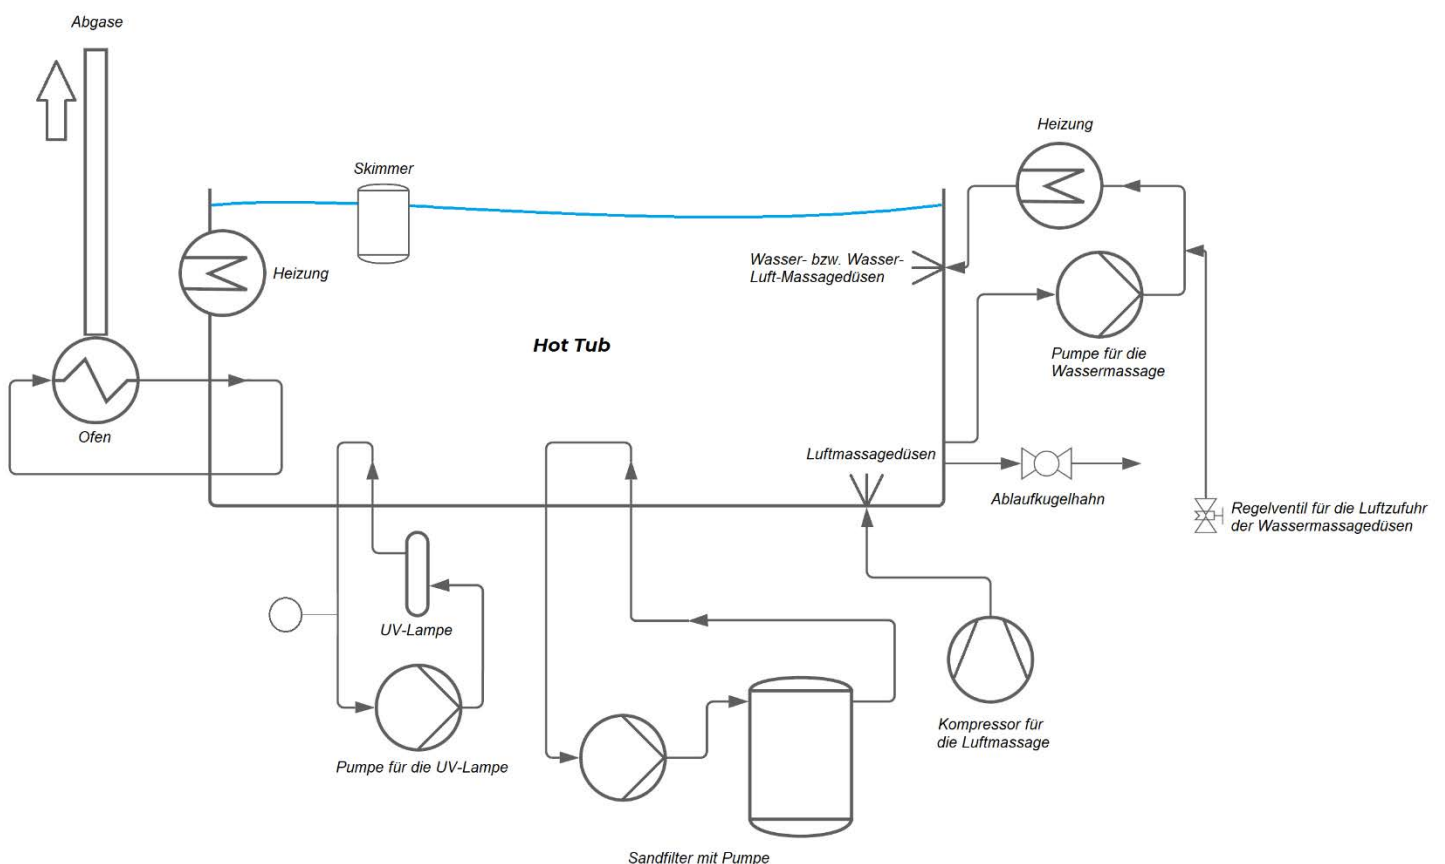 Abgase
Heizung
Skimmer
Wasser- bzw. Wasser-
Luft-Massagedüsen
Heizung
Hot Tub
Pumpe für die
Wassermassage
Ofen
Luftmassagedüsen
Ablaufkugelhahn
Regelventil für die Luftzufuhr
der Wassermassagedüsen
UV-Lampe
Kompressor für
die Luftmassage
Pumpe für die UV-Lampe
Sandfilter mit Pumpe